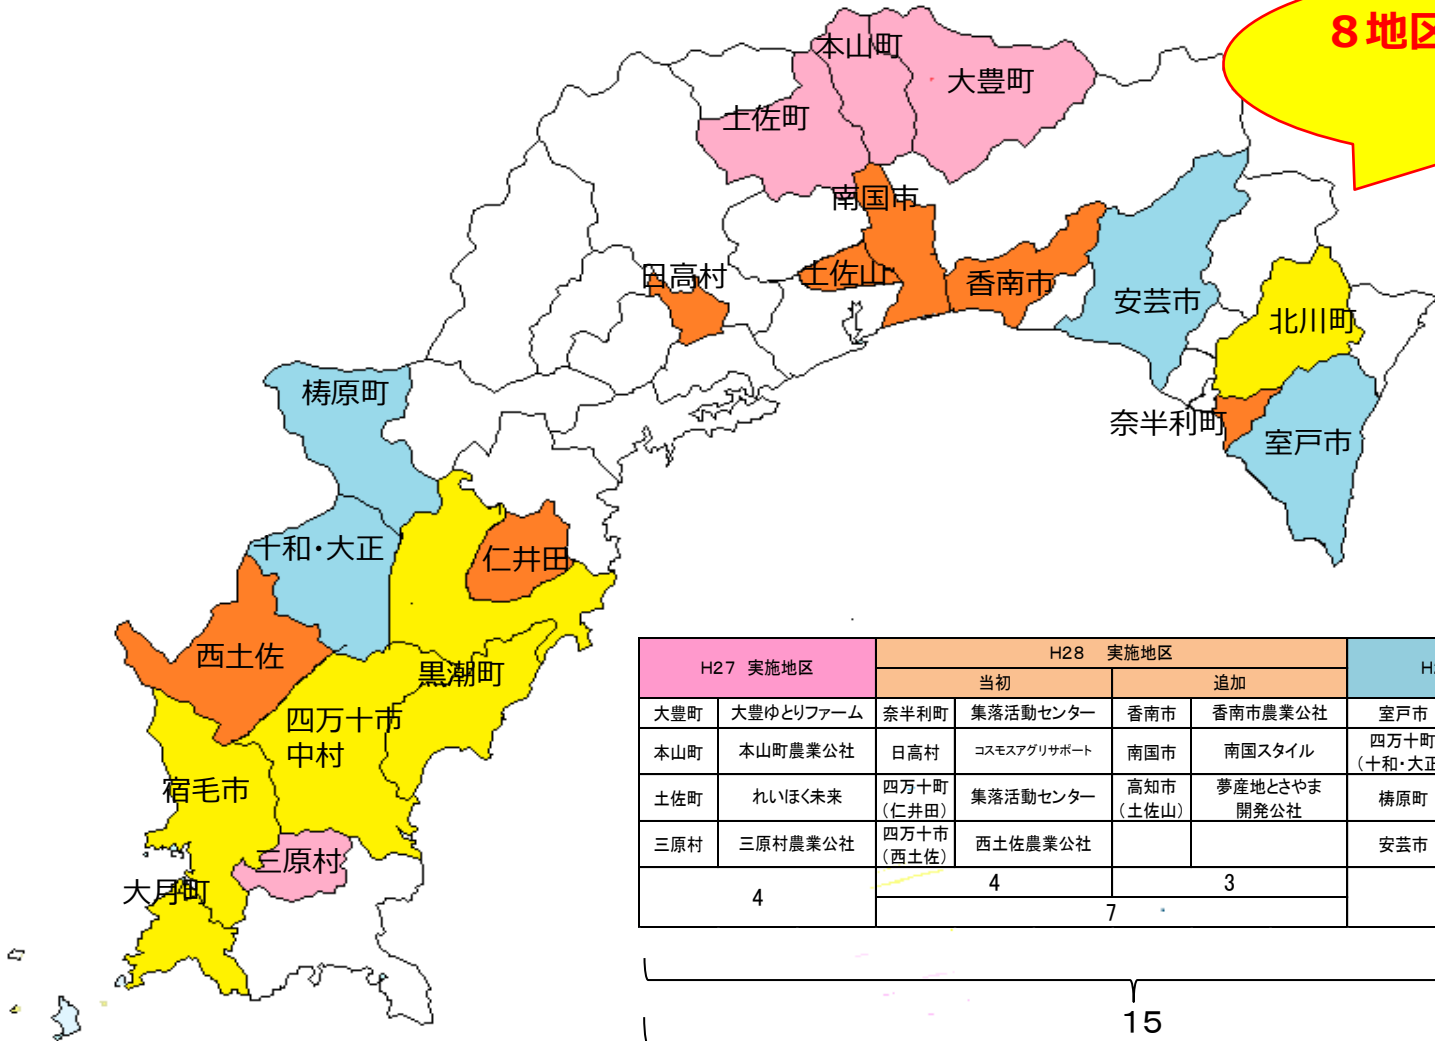 8地区
本山町
大豊町
土佐町
南国市
日高村
土佐山
香南市
安芸市
北川町
梼原町
奈半利町
室戸市
千和・大正
仁井田
西土佐
黒潮町
四万十市
中村
宿毛市
三原村
大月町
H27 実施地区
H28 実施地区
当初
追加
大豊町 大豊ゆとりファーム 奈半利町 集落活動センター 香南市 香南市農業公社 室戸市
本山町 本山町農業公社 日高村 コスモスアグリサポート 南国市 南国スタイル 四万十町
(十和・大正
土佐町 れいほく未来 四万十町
(仁井田) 集落活動センター 高知市
(土佐山) 夢産地とさやま
開発公社 梼原町
三原村 三原村農業公社 四万十市
(西土佐) 西土佐農業公社 安芸市
4 4 3
7
15